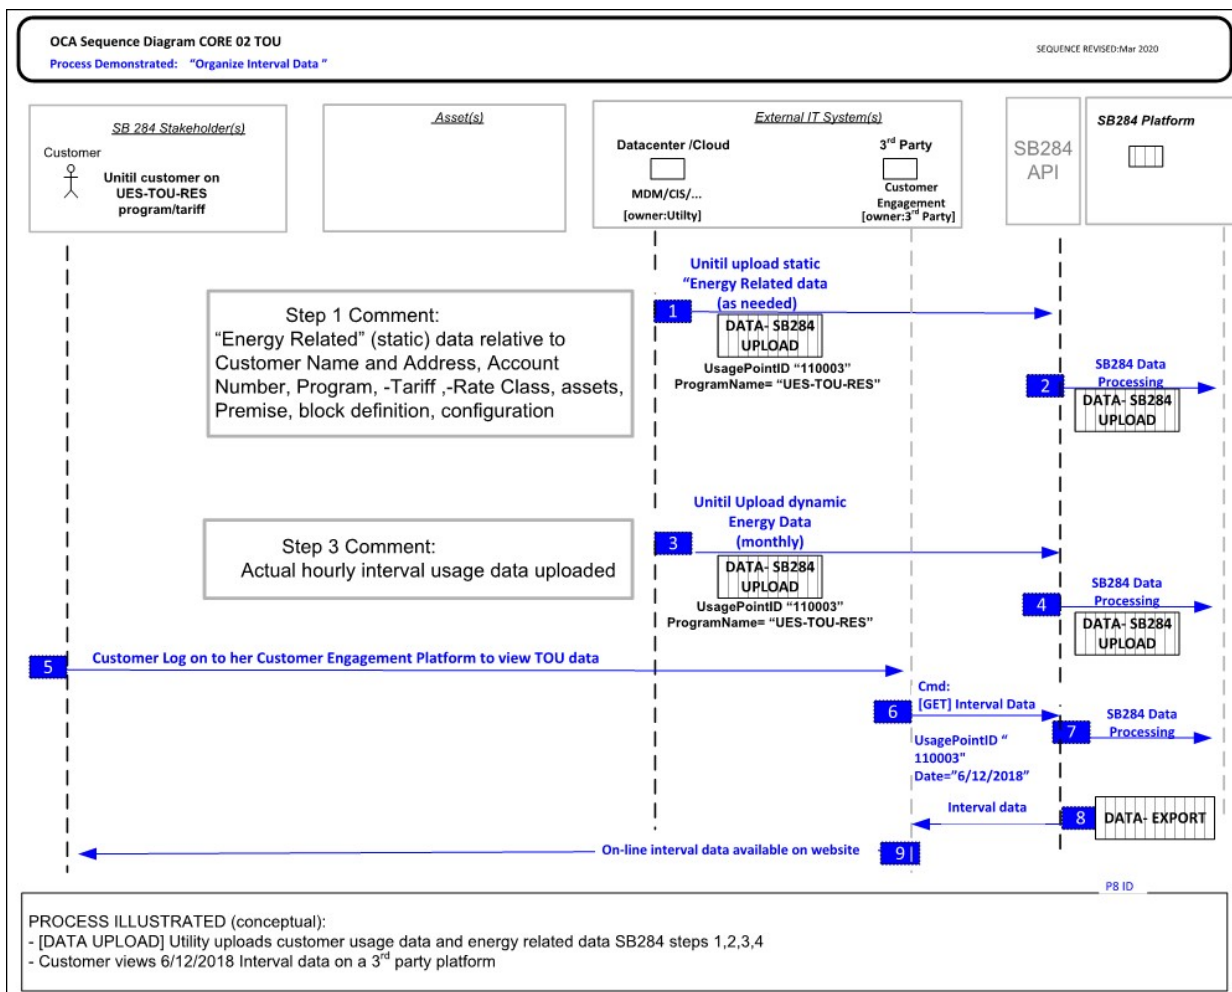 OCA Sequence Diagram CORE 02 TOU
SEQUENCE REVISED:Mar 2020
Process Demonstrated: “Organize Interval Data ”
SB 284 Stakeholder(s)
Customer
Unitil customer on
UES-TOU-RES
program/tariff
Asset(s)
External IT System(s)
Datacenter /Cloud
MDM/CIS/...
[owner:Utilty]
3rd Party
Customer
Engagement
[owner:3rd Party]
SB284
API
SB284 Platform
Unitil upload static
“Energy Related data
(as needed)
1
DATA- SB284
UPLOAD
UsagePointID “110003”
ProgramName= “UES-TOU-RES”
Step 1 Comment:
“Energy Related” (static) data relative to
Customer Name and Address, Account
Number, Program, -Tariff ,-Rate Class, assets,
Premise, block definition, configuration
SB284 Data
Processing
2
DATA- SB284
UPLOAD
Unitil Upload dynamic
Energy Data
(monthly)
3
DATA- SB284
UPLOAD
UsagePointID “110003”
ProgramName= “UES-TOU-RES”
Step 3 Comment:
Actual hourly interval usage data uploaded
SB284 Data
Processing
4
DATA- SB284
UPLOAD
5
Customer Log on to her Customer Engagement Platform to view TOU data
6
Cmd:
[GET] Interval Data
UsagePointID “
110003”
Date=”6/12/2018”
7
SB284 Data
Processing
Interval data
8
DATA- EXPORT
On-line interval data available on website
9
P8 ID
PROCESS ILLUSTRATED (conceptual):
- [DATA UPLOAD] Utility uploads customer usage data and energy related data SB284 steps 1,2,3,4
- Customer views 6/12/2018 Interval data on a 3rd party platform